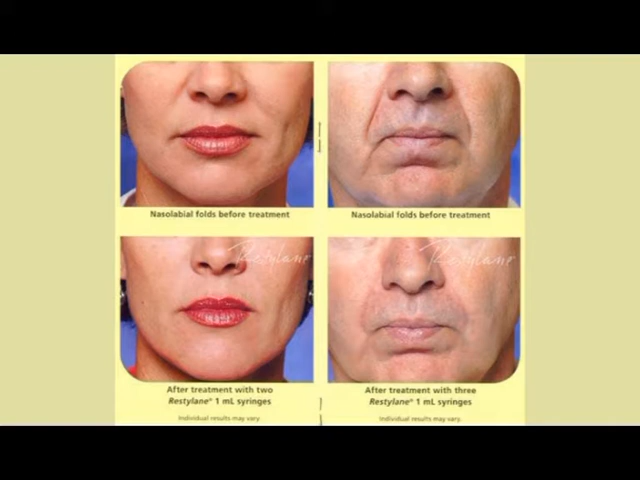 Nasolabial folds before treatment
Nasolabial folds before treatment
Restylane
Restylane
After treatment with two
Restylane® 1 mL syringes
Individual results may vary.
After treatment with three
Restylane® 1 mL syringes
Individual results may vary.